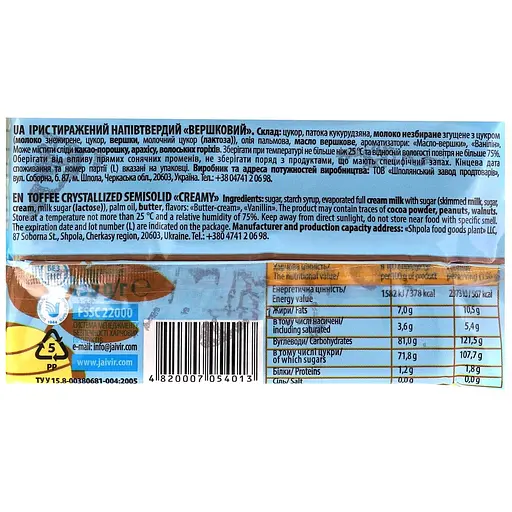 UA ІРИС ТИРАЖЕНИЙ НАПІВТВЕРДИЙ «ВЕРШКОВИЙ». Склад: цукор, патока кукурудзяна, молоко незбиране згущене з цукром
(молоко знежирене, цукор, вершки, молочний цукор (лактоза)), олія пальмова, масло вершкове, ароматизатори: «Масло-вершки», «Ванілін».
Може містити сліди какао-порошку, арахісу, волоських горіхів. Зберігати при температурі не більше ніж 25 °С та відносній вологості повітря не більше 75%.
Оберігати від впливу прямих сонячних променів, не зберігати поряд з продуктами, що мають специфічний запах. Кінцева дата
споживання та номер партії (L) вказані на упаковці. Виробник та адреса потужностей виробництва: ТОВ «Шполянський завод продтоварів»,
вул. Соборна, б. 87, м. Шпола, Черкаська обл., 20603, Україна. Тел.: +38 04741 2 06 98.
EN TOFFEE CRYSTALLIZED SEMISOLID «CREAMY» Ingredients: sugar, starch syrup, evaporated full cream milk with sugar (skimmed milk, sugar,
cream, milk sugar (lactose)), palm oil, butter, flavors: «Butter-cream», «Vanillin». The product may contain traces of cocoa powder, peanuts, walnuts.
Store at a temperature not more than 25 °C and a relative humidity of 75%. Keep away from direct sunlight, do not store near food with specific smell.
The expiration date and lot number (L) are indicated on the packaging. Manufacturer and production capacity address: «Shpola food goods plant» LLC,
87 Soborna St., Shpola, Cherkasy region, 20603, Ukraine. Tel.: +380 4741 2 06 98.
The nutritional value/
Енергетична цінність/
Energy value 1582 kJ / 378 kcal
Жири/ Fats 7,0 g 10,5 g
в тому числі насичені/
including saturated 3,6 g 5,4 g
Вуглеводи/ Carbohydrates 81,0 g 121,5 g
в тому числі цукри/
of which sugars 71,8 g 107,7 g
Білки/ Proteins 1,2 g 1,8 g
Сіль/ Salt 0,0 g 0,0 g
FSSC 22000
e-mail: info@jaivir.com
www.jaivir.com
5
PP
ТУ У 15.8-00380681-004:2005
4 820007 054013